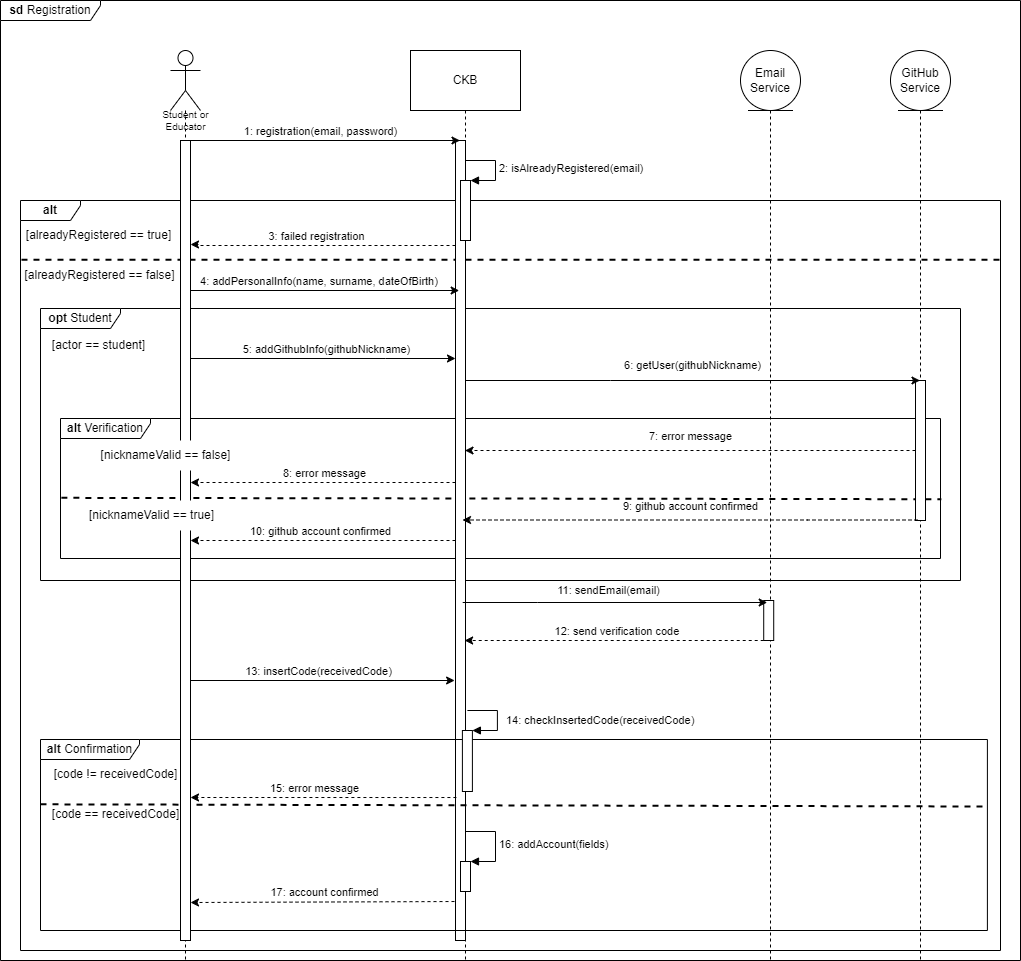 sd Registration
Student or
Educator
CKB
Email
Service
GitHub
Service
1: registration(email, password)
2: isAlreadyRegistered(email)
alt
[alreadyRegistered == true]
3: failed registration
[alreadyRegistered == false]
4: addPersonalInfo(name, surname, dateOfBirth)
opt Student
[actor == student]
5: addGithubInfo(githubNickname)
6: getUser(githubNickname)
alt Verification
7: error message
[nicknameValid == false]
8: error message
9: github account confirmed
[nicknameValid == true]
10: github account confirmed
11: sendEmail(email)
12: send verification code
13: insertCode(receivedCode)
14: checkInsertedCode(receivedCode)
alt Confirmation
[code != receivedCode]
15: error message
[code == receivedCode]
16: addAccount(fields)
17: account confirmed